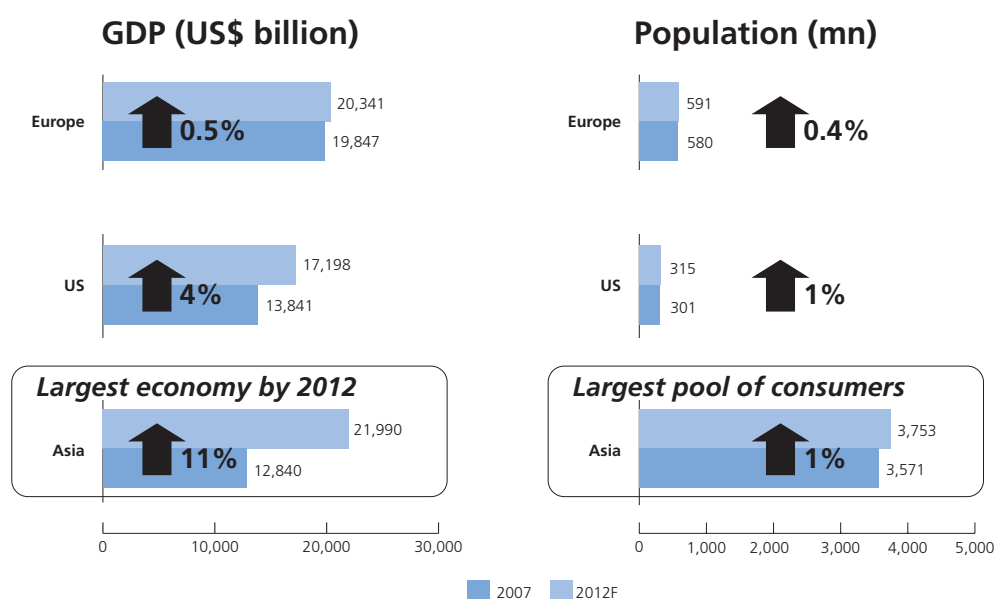 GDP (US$ billion)
Europe
20,341
0.5%
19,847
US
17,198
4%
13,841
Largest economy by 2012
Asia
21,990
11%
12,840
0
10,000
20,000
30,000
Population (mn)
Europe
591
0.4%
580
US
315
1%
301
Largest pool of consumers
Asia
3,753
1%
3,571
0
1,000
2,000
3,000
4,000
5,000
2007
2012F